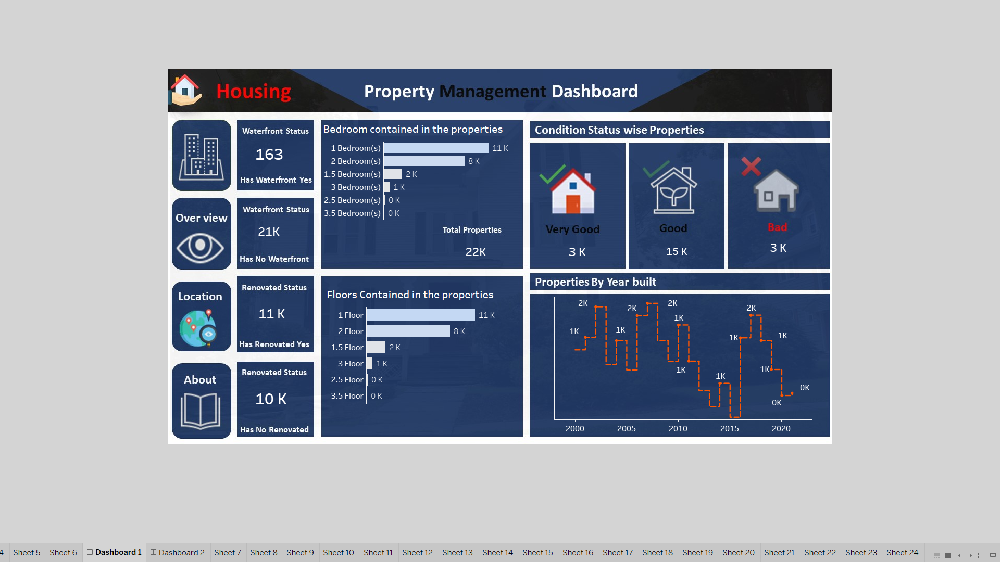 Housing
Property Management Dashboard
Over view
Location
About
Waterfront Status
163
Has Waterfront Yes
Waterfront Status
21K
Has No Waterfront
Renovated Status
11 K
Has Renovated Yes
Renovated Status
10 K
Has No Renovated
Bedroom contained in the properties
1 Bedroom(s) 11 K
2 Bedroom(s) 8 K
1.5 Bedroom(s) 2 K
3 Bedroom(s) 1 K
2.5 Bedroom(s) 0 K
3.5 Bedroom(s) 0 K
Total Properties
22K
Floors Contained in the properties
1 Floor 11 K
2 Floor 8 K
1.5 Floor 2 K
3 Floor 1 K
2.5 Floor 0 K
3.5 Floor 0 K
Condition Status wise Properties
Very Good
3 K
Good
15 K
Bad
3 K
Properties By Year built
2K 2K 2K 2K
1K 1K 1K 1K 1K
1K 1K 1K
0K
0K
2000 2005 2010 2015 2020
4 Sheet 5 Sheet 6 Dashboard 1 Dashboard 2 Sheet 7 Sheet 8 Sheet 9 Sheet 10 Sheet 11 Sheet 12 Sheet 13 Sheet 14 Sheet 15 Sheet 16 Sheet 17 Sheet 18 Sheet 19 Sheet 20 Sheet 21 Sheet 22 Sheet 23 Sheet 24